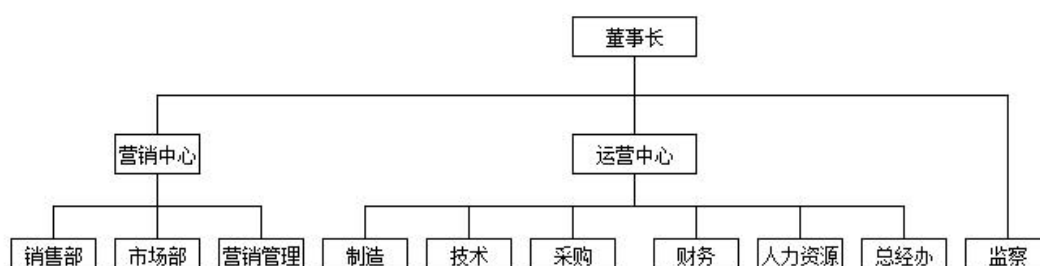 董事长
营销中心
运营中心
销售部
市场部
营销管理
制造
技术
采购
财务
人力资源
总经办
监察